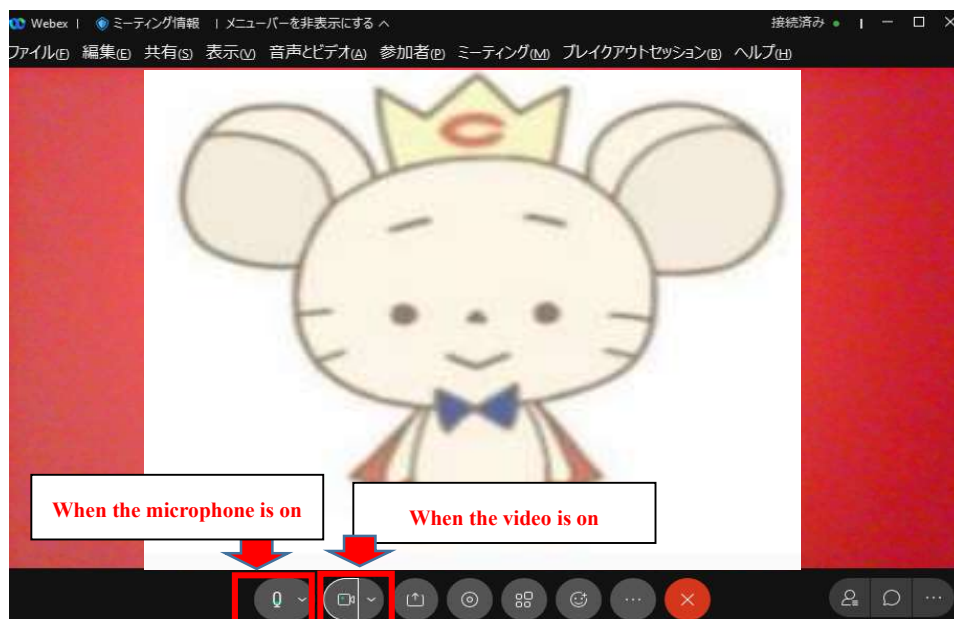 Webex | ミーティング情報 | メニューバーを非表示にする へ 接続済み
ファイル(F) 編集(E) 共有(S) 表示(V) 音声とビデオ(A) 参加者(P) ミーティング(M) ブレイクアウトセッション(B) ヘルプ(H)
C
When the microphone is on
When the video is on